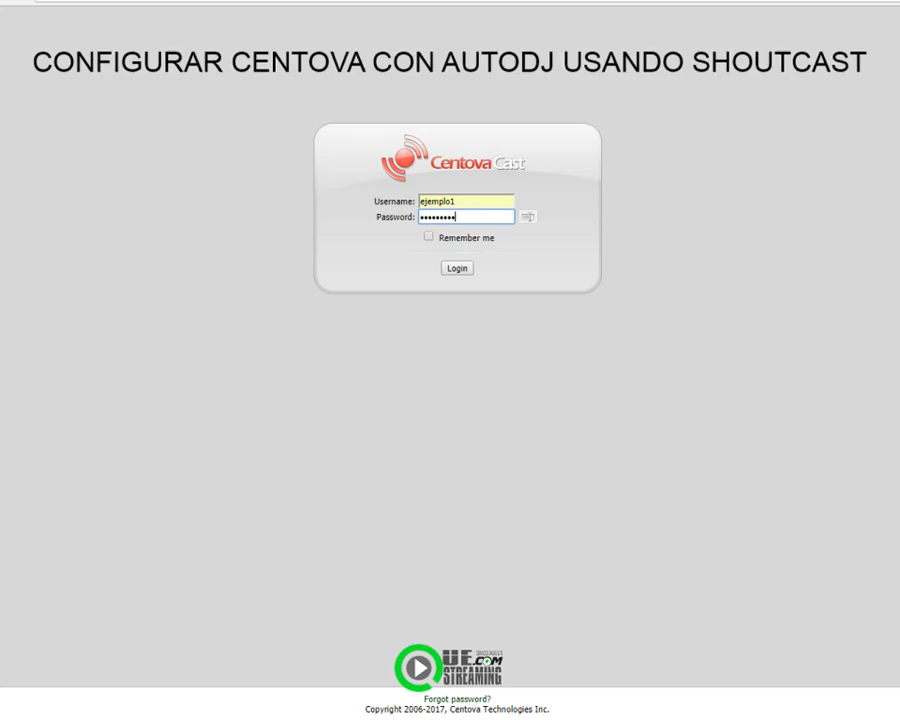 CONFIGURAR CENTOVA CON AUTODJ USANDO SHOUTCAST
Centova Cast
Username: ejemplo1
Password: •••••••••
Remember me
Login
UE.COM
STREAMING
Forgot password?
Copyright 2006-2017, Centova Technologies Inc.